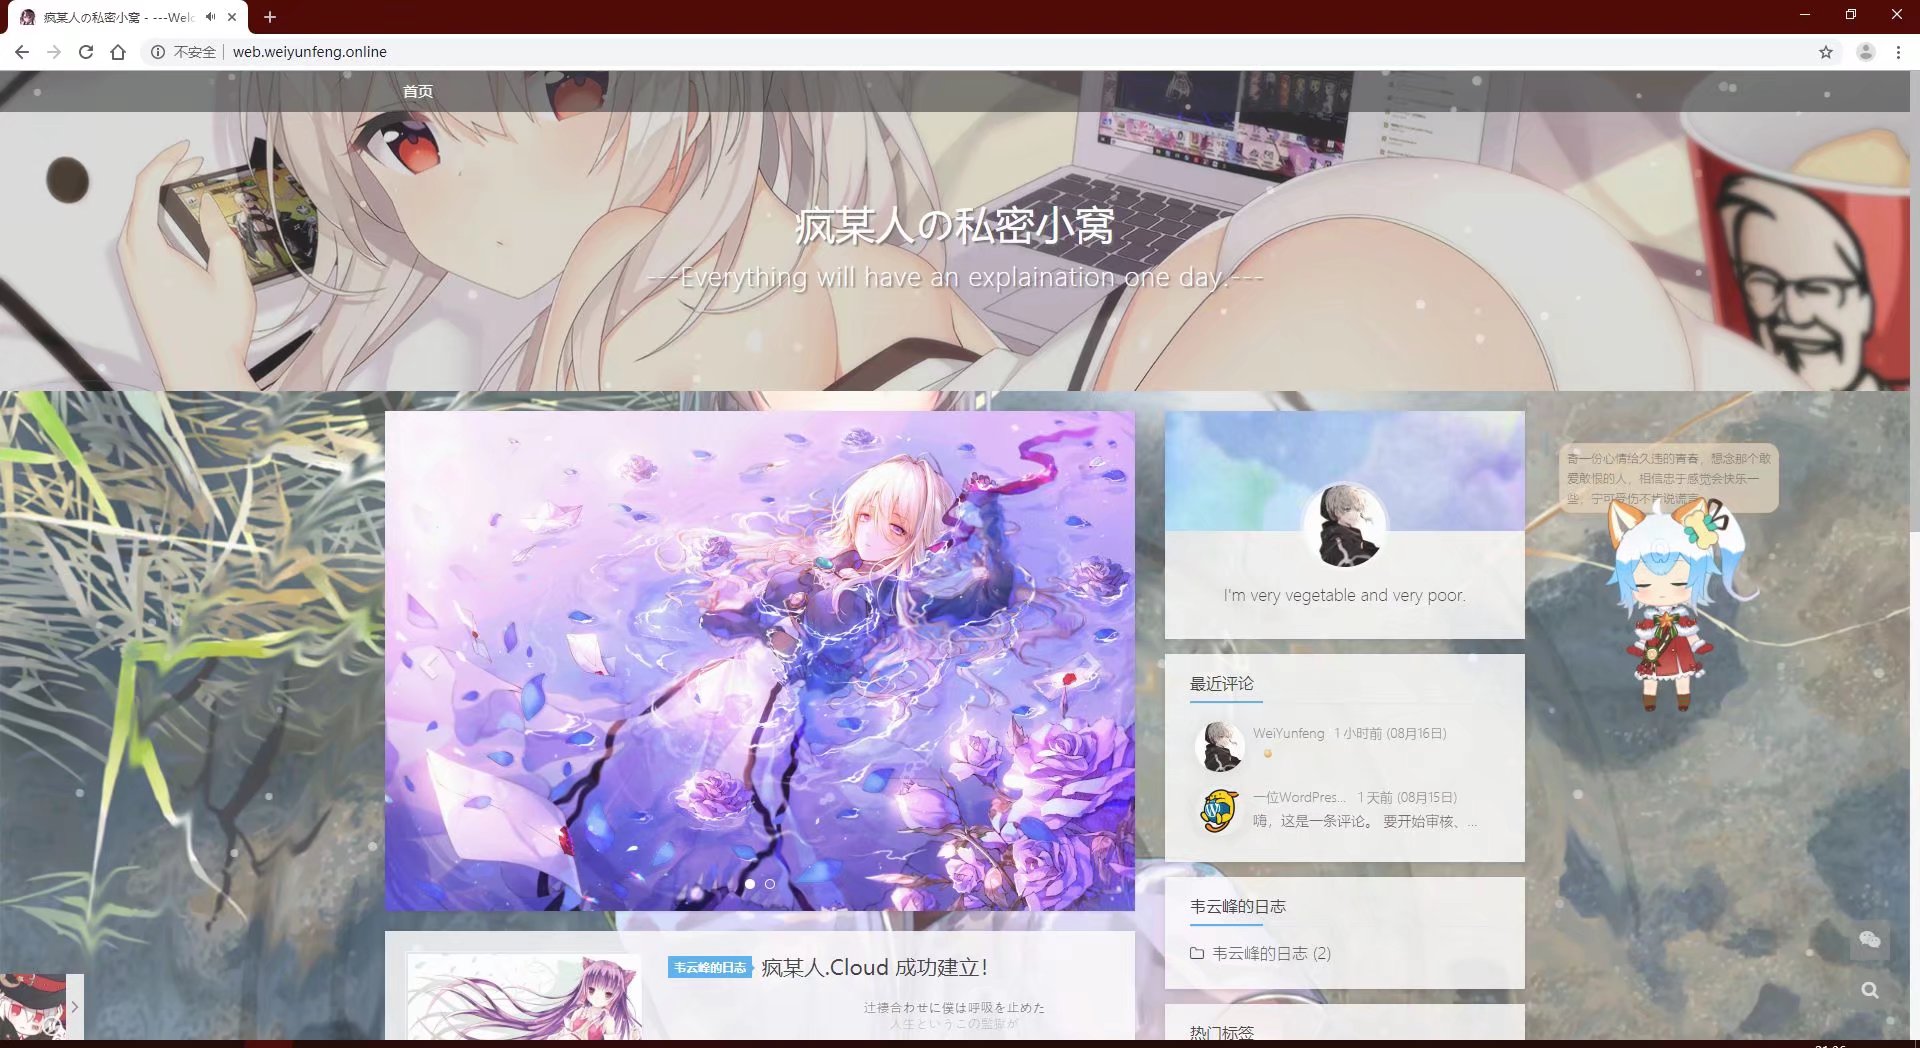 疯某人の私密小窝 - ---Welc
不安全
web.weiyunfeng.online
首页
疯某人の私密小窝
---Everything will have an explaination one day.---
寄一份心情给久违的青春，想念那个敢
爱敢恨的人，相信忠于感觉会快乐一
些，宁可受伤不肯说谎言
I'm very vegetable and very poor.
最近评论
WeiYunfeng 1 小时前 (08月16日)
一位WordPres... 1 天前 (08月15日)
嗨，这是一条评论。 要开始审核、...
韦云峰的日志
韦云峰的日志 (2)
热门标签
韦云峰的日志 疯某人.Cloud 成功建立！
辻褄合わせに僕は呼吸を止めた
人生というこの監獄が